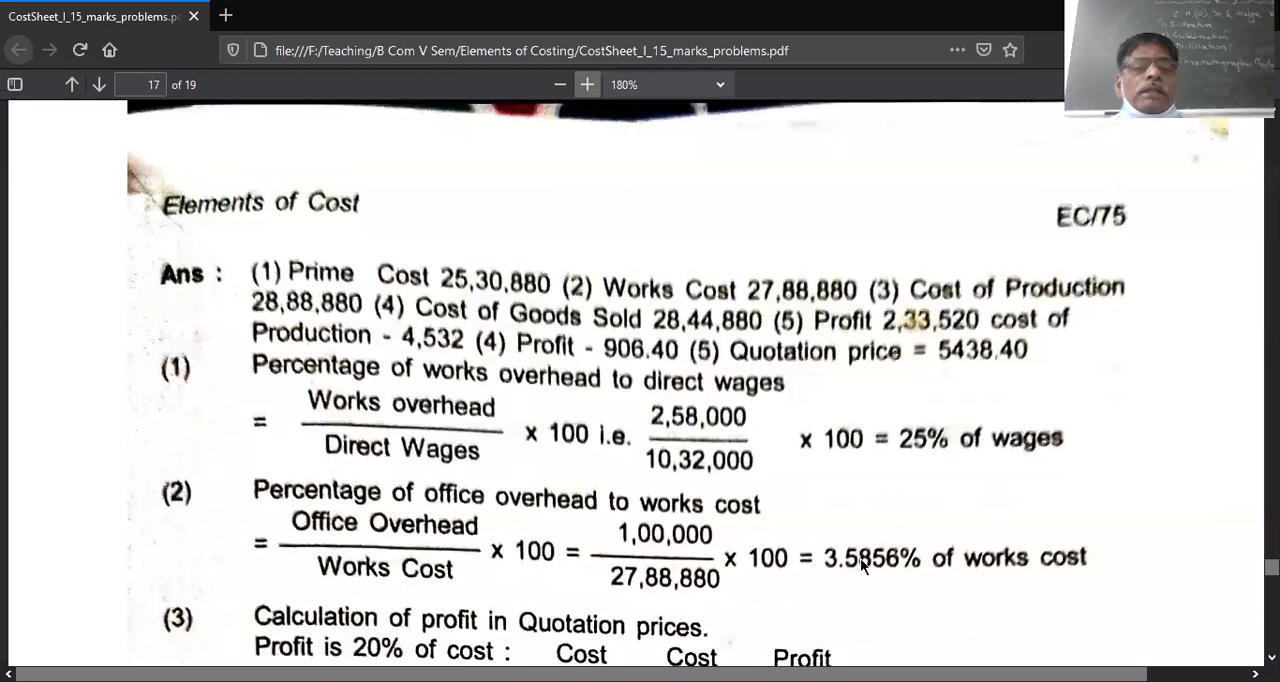 CostSheet_I_15_marks_problems.pc
file:///F:/Teaching/B Com V Sem/Elements of Costing/CostSheet_I_15_marks_problems.pdf
17 of 19
180%
Elements of Cost
EC/75
Ans : (1) Prime Cost 25,30,880 (2) Works Cost 27,88,880 (3) Cost of Production
28,88,880 (4) Cost of Goods Sold 28,44,880 (5) Profit 2,33,520 cost of
Production - 4,532 (4) Profit - 906.40 (5) Quotation price = 5438.40
(1) Percentage of works overhead to direct wages
= Works overhead / Direct Wages x 100 i.e. 2,58,000 / 10,32,000 x 100 = 25% of wages
(2) Percentage of office overhead to works cost
= Office Overhead / Works Cost x 100 = 1,00,000 / 27,88,880 x 100 = 3.5856% of works cost
(3) Calculation of profit in Quotation prices.
Profit is 20% of cost : Cost Cost Profit